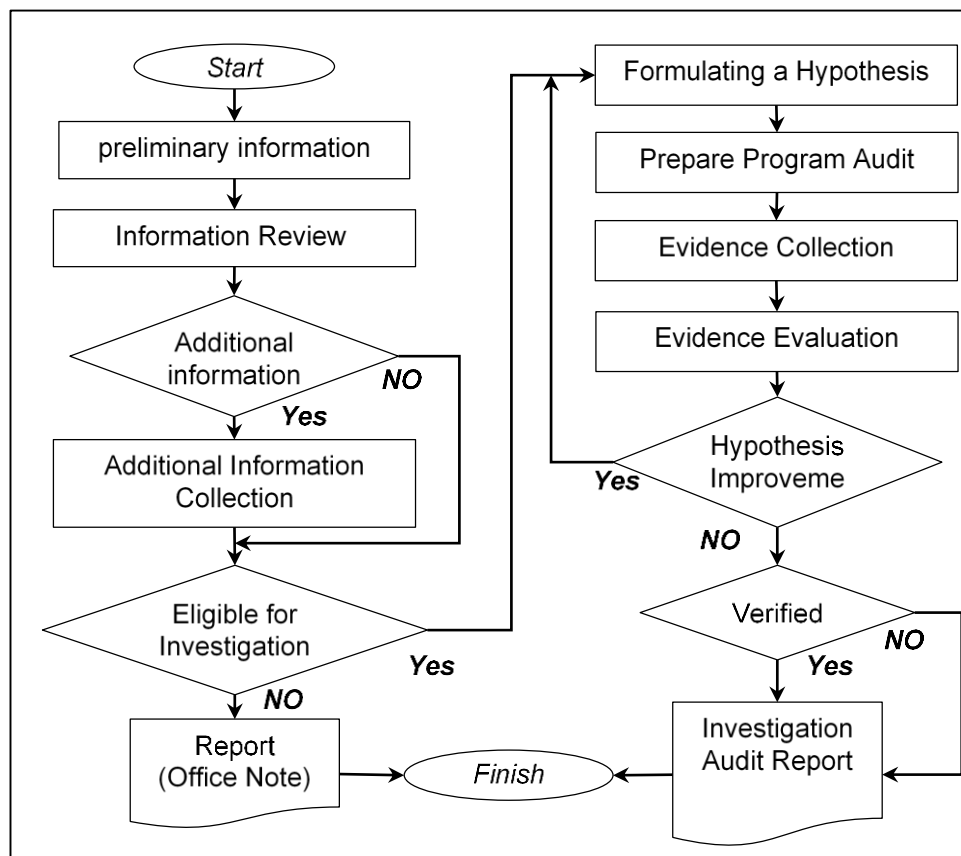 Start
preliminary information
Information Review
Additional
information
NO
Yes
Additional Information
Collection
Eligible for
Investigation
Yes
NO
Report
(Office Note)
Finish
Formulating a Hypothesis
Prepare Program Audit
Evidence Collection
Evidence Evaluation
Hypothesis
Improveme
Yes
NO
Verified
NO
Yes
Investigation
Audit Report